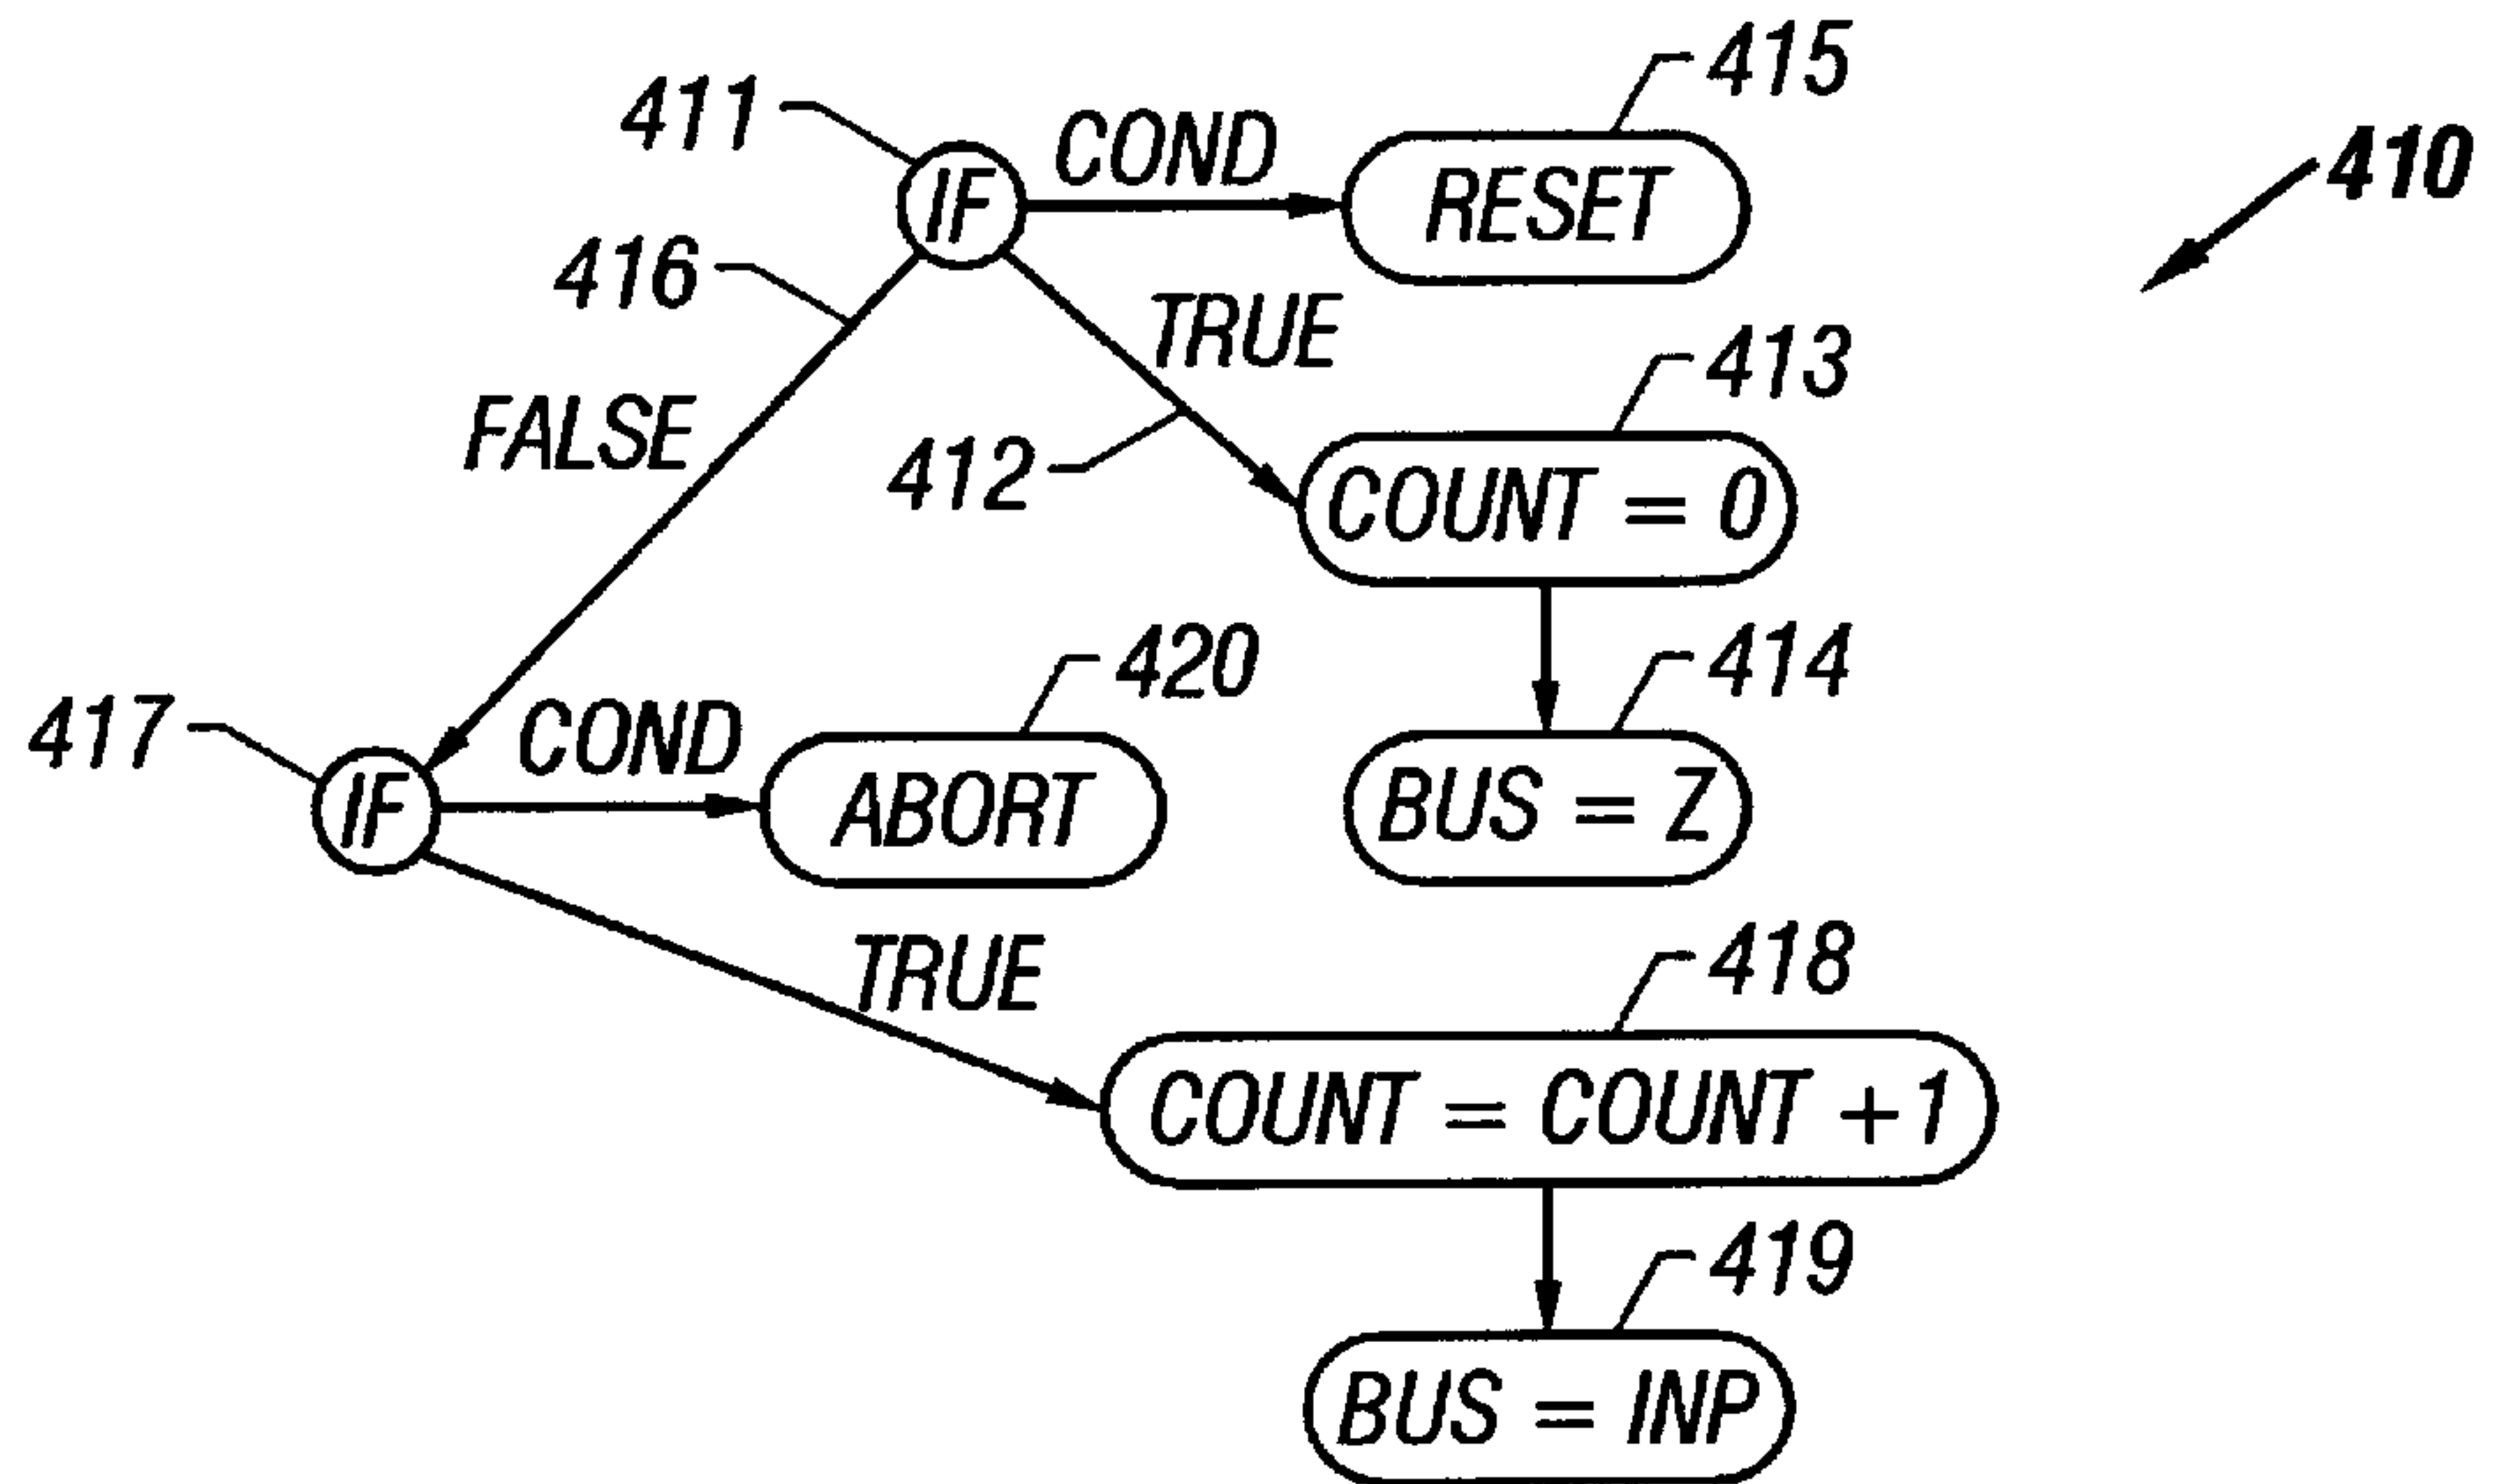 415
411
COND
410
IF
RESET
416
TRUE
413
FALSE
412
COUNT = 0
420
414
417
COND
IF
ABORT
BUS = Z
418
TRUE
COUNT = COUNT + 1
419
BUS = INP